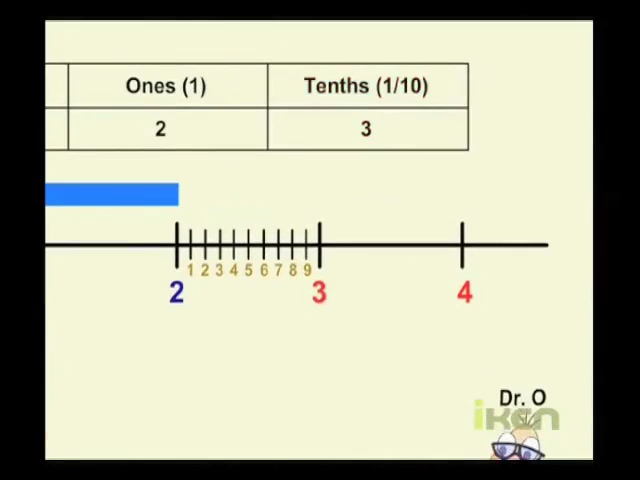 Ones (1) Tenths (1/10)
2 3
1 2 3 4 5 6 7 8 9
2 3 4
Dr. O
iKen